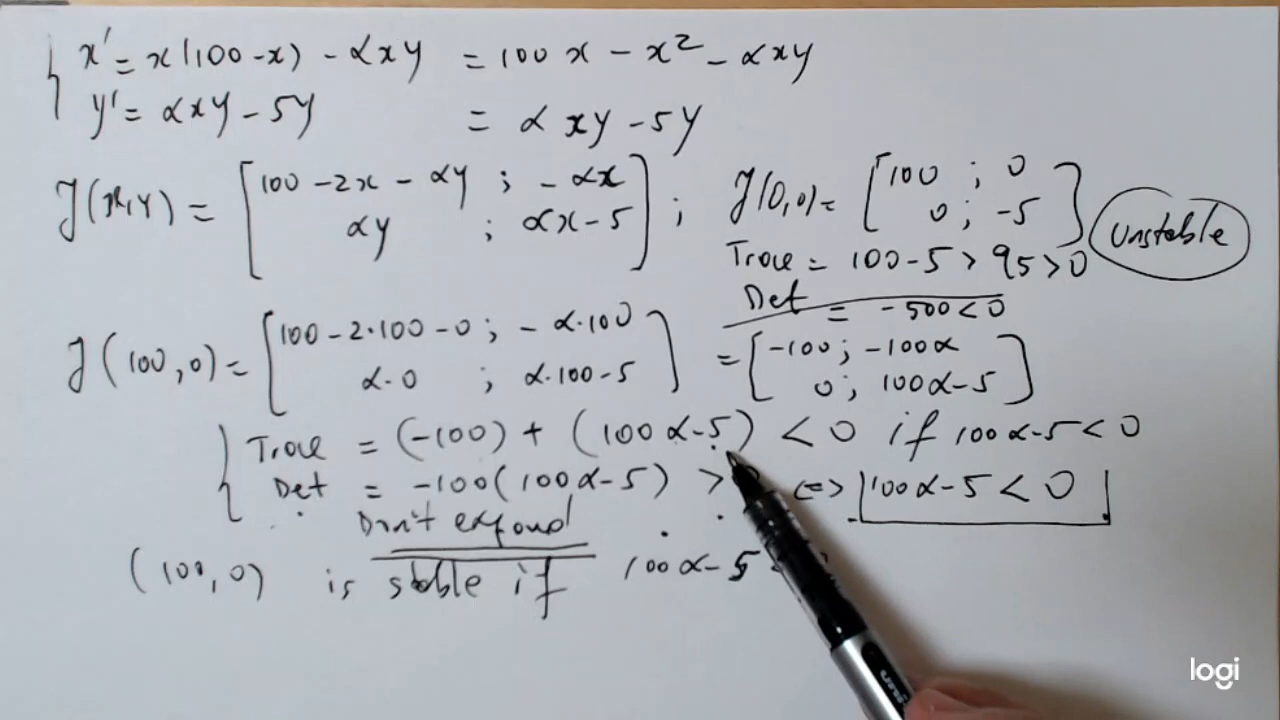 x' = x(100-x) - αxy = 100x - x² - αxy
y' = αxy - 5y = αxy - 5y
J(x,y) = [100 - 2x - αy ; - αx
αy ; αx - 5] ; J(0,0) = [100 ; 0
0 ; -5] Unstable
Trace = 100 - 5 > 95 > 0
Det = -500 < 0
J(100,0) = [100 - 2·100 - 0 ; - α·100
α·0 ; α·100 - 5] = [-100 ; -100α
0 ; 100α - 5]
Trace = (-100) + (100α-5) < 0 if 100α-5 < 0
Det = -100(100α-5) > <=> 100α-5 < 0
Don't expand
(100,0) is stable if 100α-5
logi